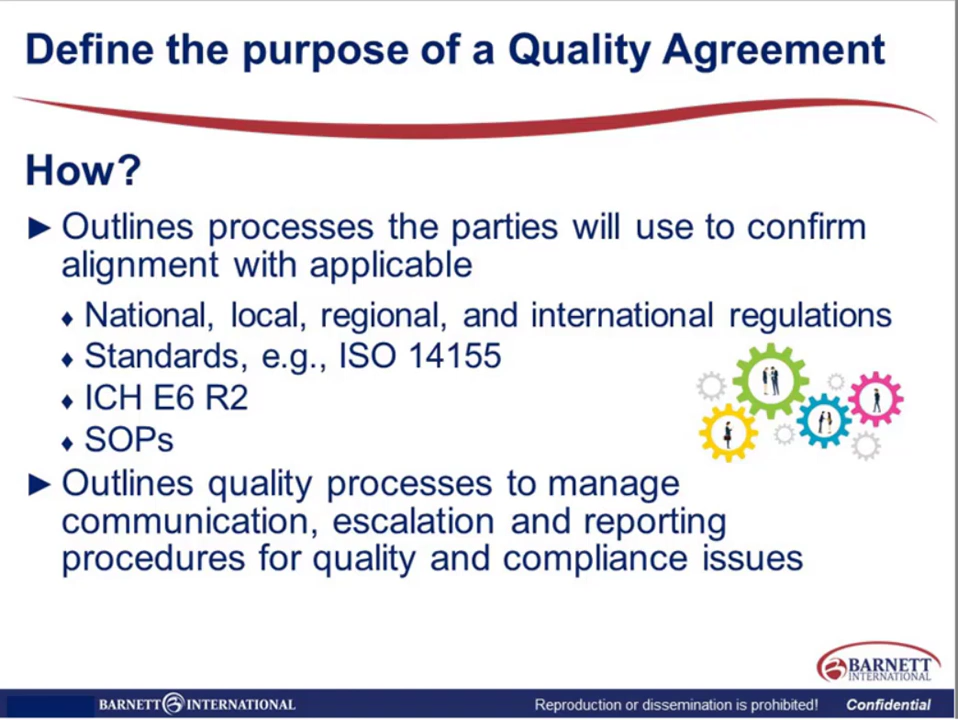 Define the purpose of a Quality Agreement
How?
► Outlines processes the parties will use to confirm
alignment with applicable
♦ National, local, regional, and international regulations
♦ Standards, e.g., ISO 14155
♦ ICH E6 R2
♦ SOPs
► Outlines quality processes to manage
communication, escalation and reporting
procedures for quality and compliance issues
BARNETT
INTERNATIONAL
BARNETT INTERNATIONAL
Reproduction or dissemination is prohibited! Confidential